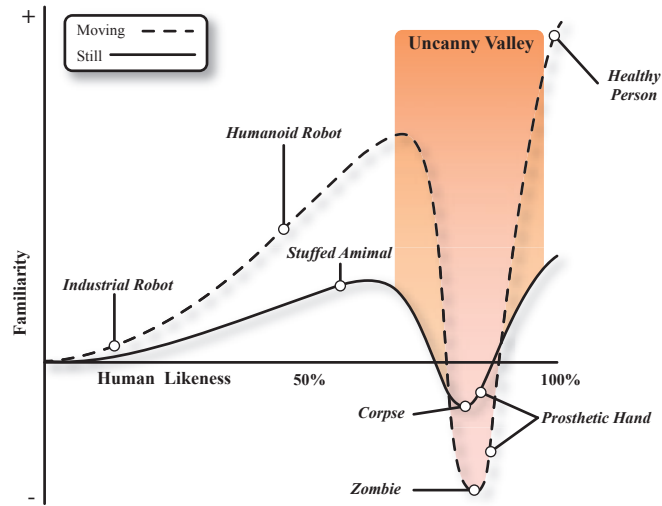 +
Moving
Still
Uncanny Valley
Healthy
Person
Humanoid Robot
Stuffed Amimal
Industrial Robot
Familiarity
Human Likeness
50%
100%
Corpse
Prosthetic Hand
Zombie
-